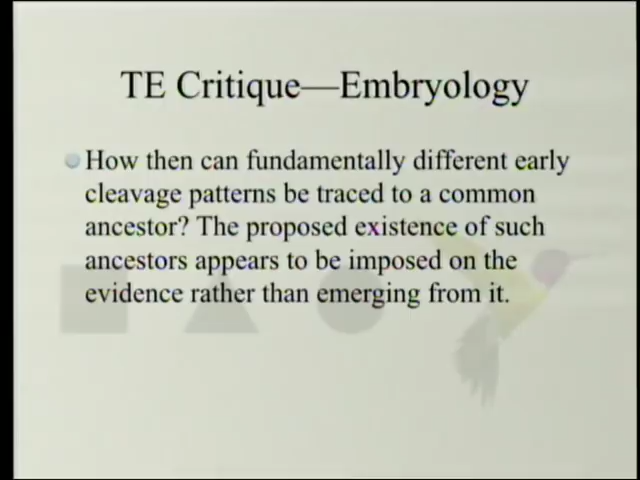 TE Critique—Embryology
How then can fundamentally different early
cleavage patterns be traced to a common
ancestor? The proposed existence of such
ancestors appears to be imposed on the
evidence rather than emerging from it.